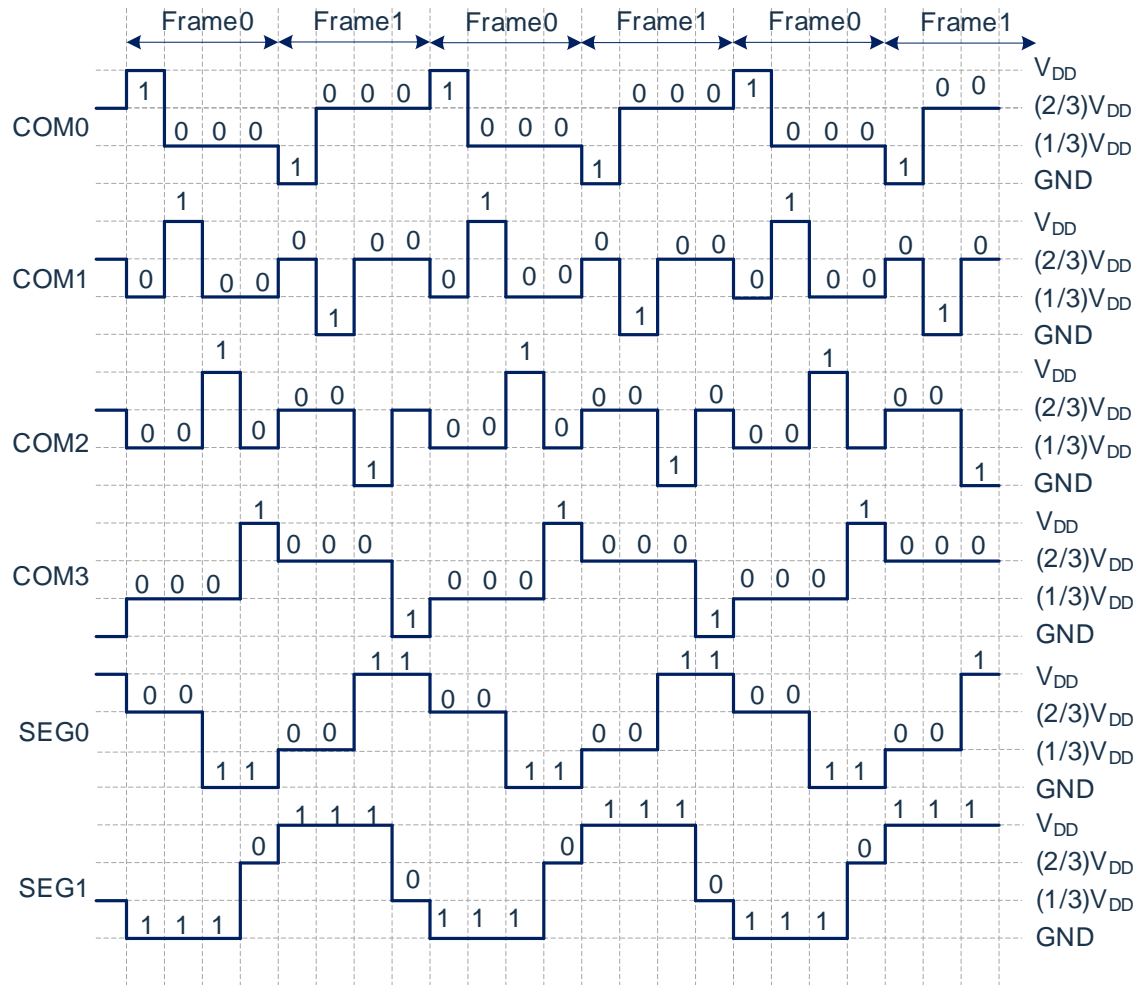 Frame0 Frame1 Frame0 Frame1 Frame0 Frame1
VDD
1 0 0 0 1 0 0 0 1 0 0
(2/3)VDD
COM0
0 0 0 0 0 0 0 0 0
(1/3)VDD
1 1 1
GND
1 1 1
VDD
0 0 0 0 0 0 0 0
(2/3)VDD
COM1
0 0 0 0 0 0 0 0 0
(1/3)VDD
1 1 1
GND
1 1 1
VDD
0 0 0 0 0 0 0
(2/3)VDD
COM2
0 0 0 0 0 0 0 0
(1/3)VDD
1 1 1
GND
1 1 1
VDD
0 0 0 0 0 0 0 0 0
(2/3)VDD
COM3
0 0 0 0 0 0 0 0 0
(1/3)VDD
1 1
GND
1 1 1 1 1
VDD
0 0 0 0 0 0
(2/3)VDD
SEG0
0 0 0 0 0 0
(1/3)VDD
1 1 1 1 1 1
GND
1 1 1 1 1 1 1 1 1
VDD
0 0 0
(2/3)VDD
SEG1
0 0
(1/3)VDD
1 1 1 1 1 1 1 1 1
GND